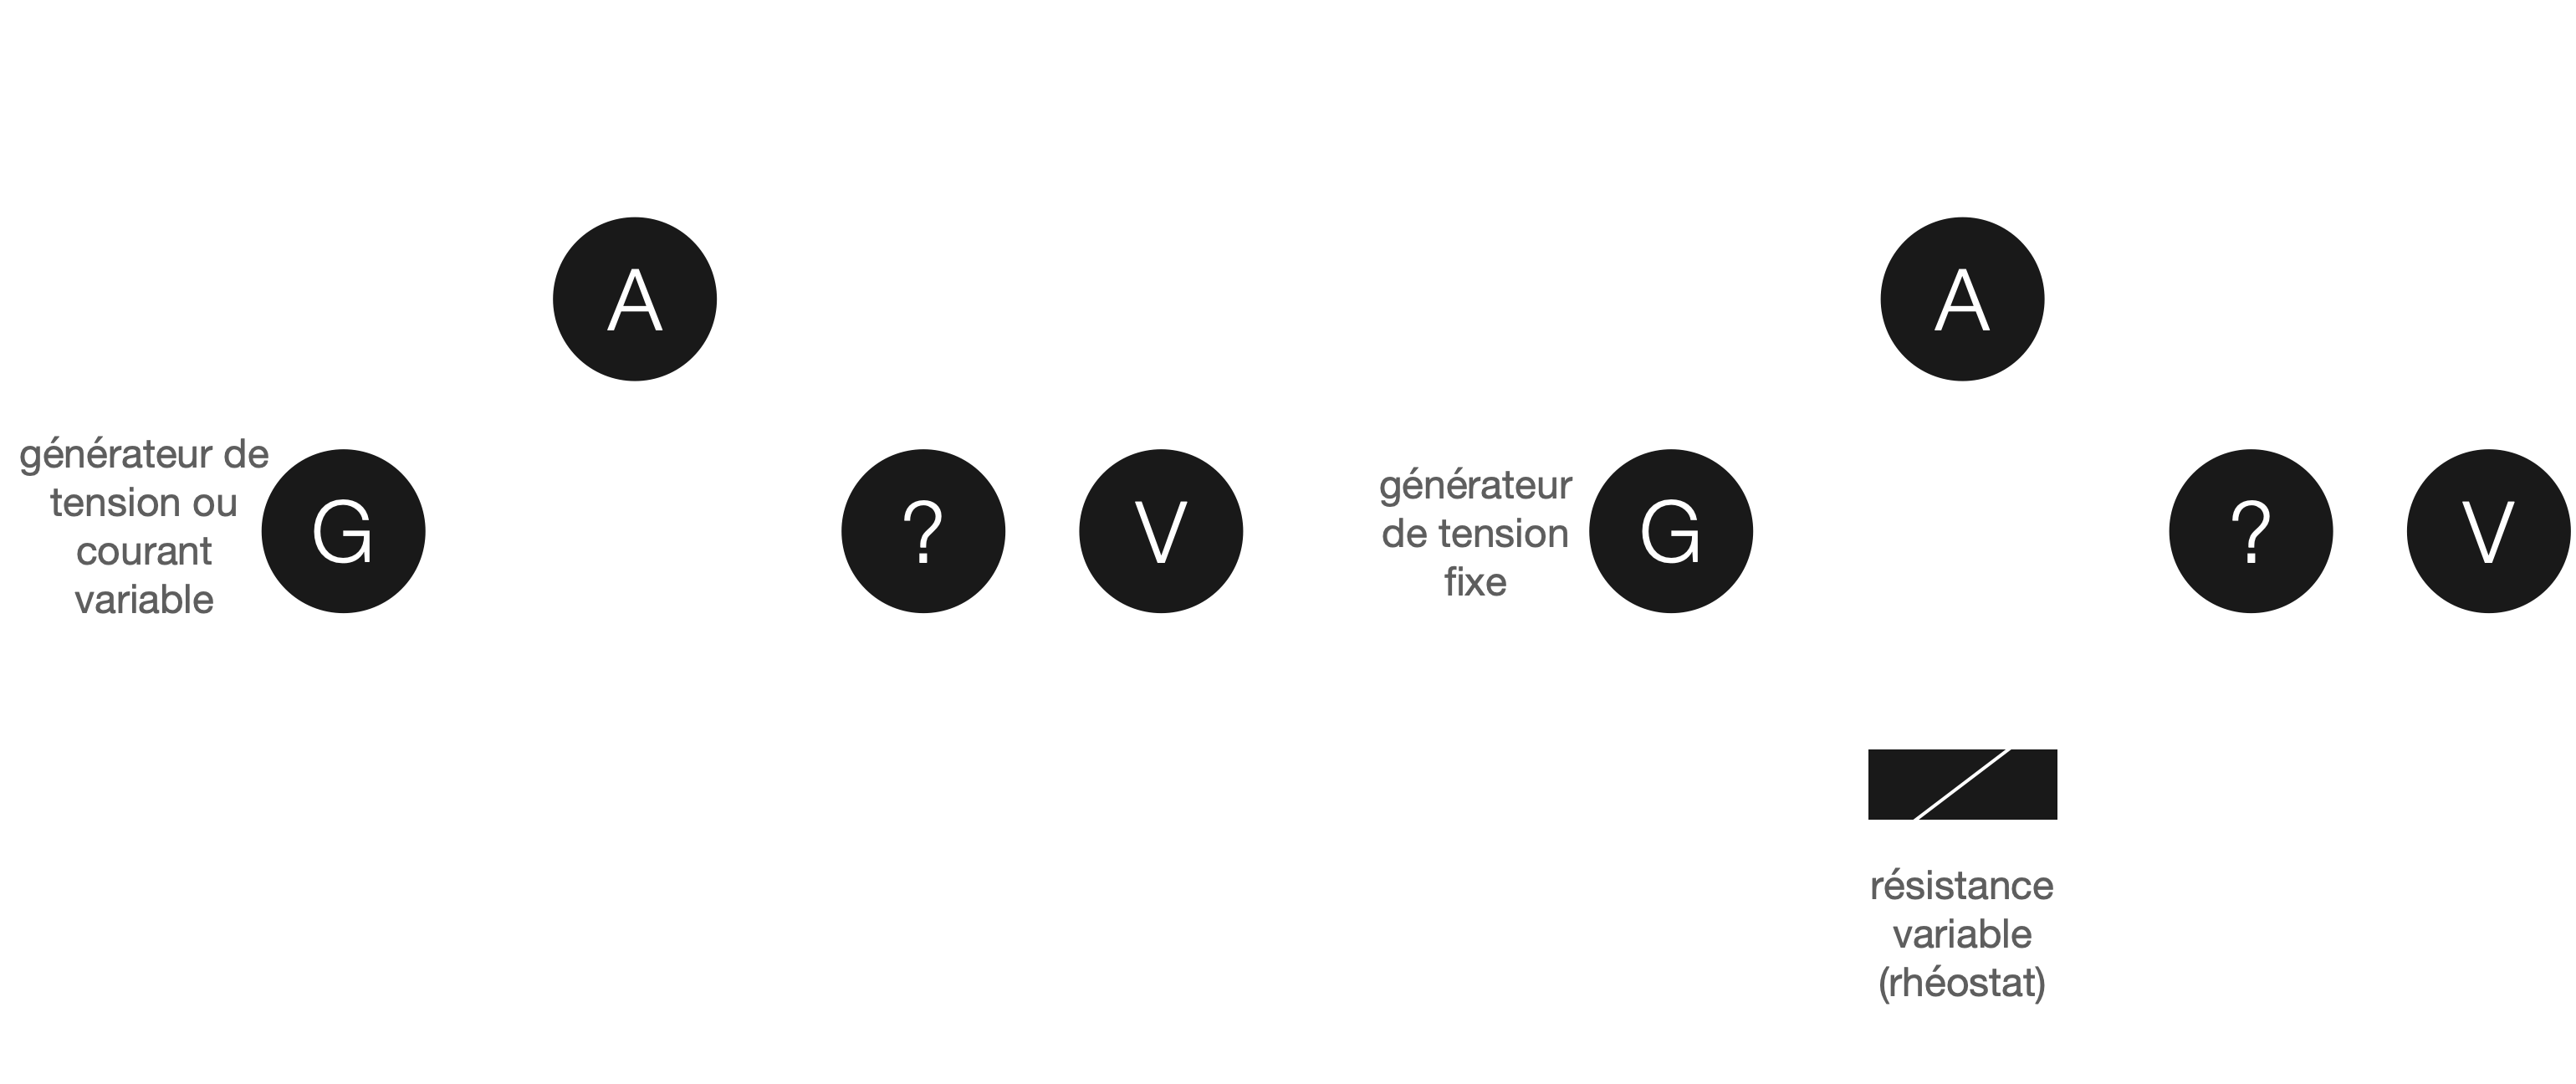 A
générateur de
tension ou
courant
variable
G
?
V
A
générateur
de tension
fixe
G
?
V
résistance
variable
(rhéostat)